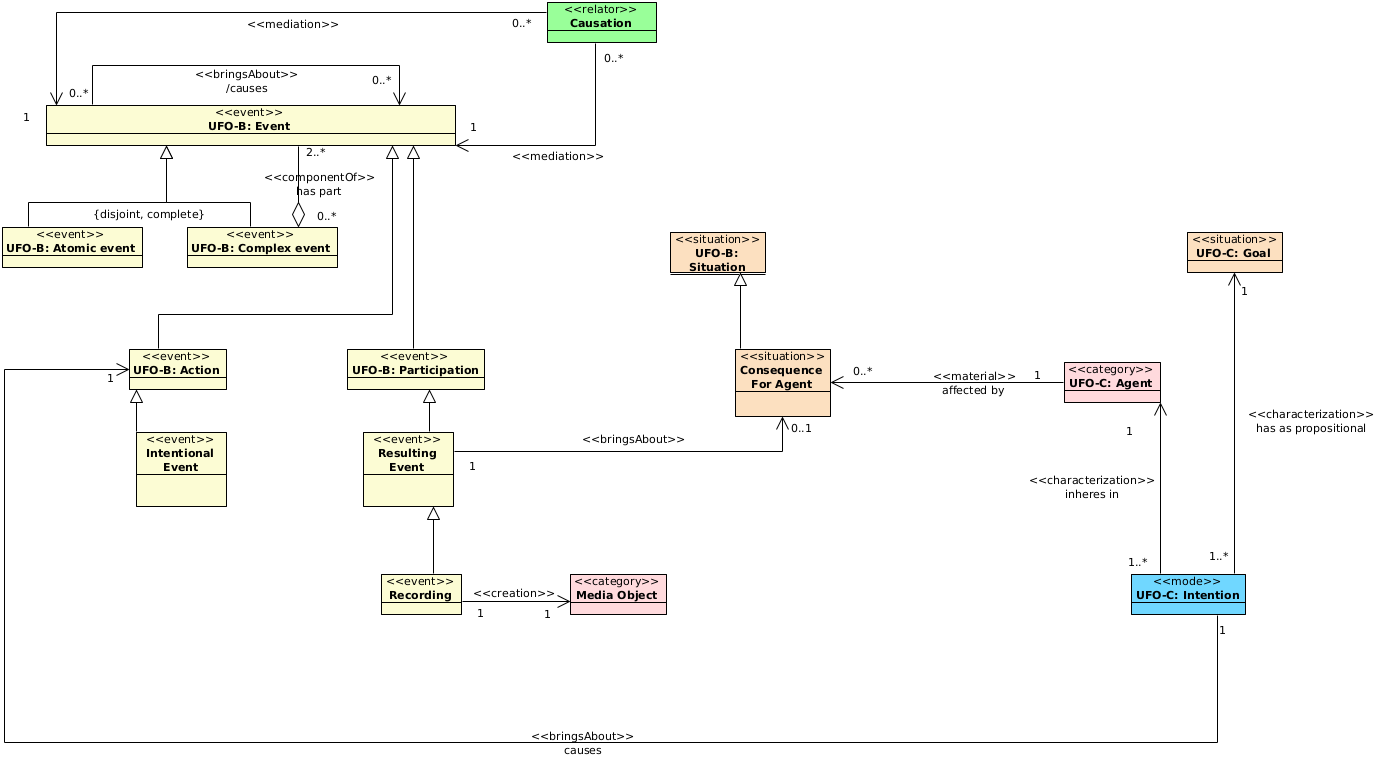 <<relator>>
Causation
<<mediation>>
0..*
0..*
<<bringsAbout>>
/causes
0..*
0..*
1
<<event>>
UFO-B: Event
1
<<mediation>>
2..*
<<componentOf>>
has part
0..*
{disjoint, complete}
<<event>>
UFO-B: Atomic event
<<event>>
UFO-B: Complex event
<<situation>>
UFO-B:
Situation
<<situation>>
UFO-C: Goal
1
<<event>>
UFO-B: Action
1
<<event>>
UFO-B: Participation
<<situation>>
Consequence
For Agent
0..*
<<material>>
affected by
1
<<category>>
UFO-C: Agent
<<characterization>>
has as propositional
1
<<event>>
Intentional
Event
<<event>>
Resulting
Event
<<bringsAbout>>
1
0..1
<<characterization>>
inheres in
1..*
1..*
<<event>>
Recording
<<creation>>
1
1
<<category>>
Media Object
<<mode>>
UFO-C: Intention
1
<<bringsAbout>>
causes